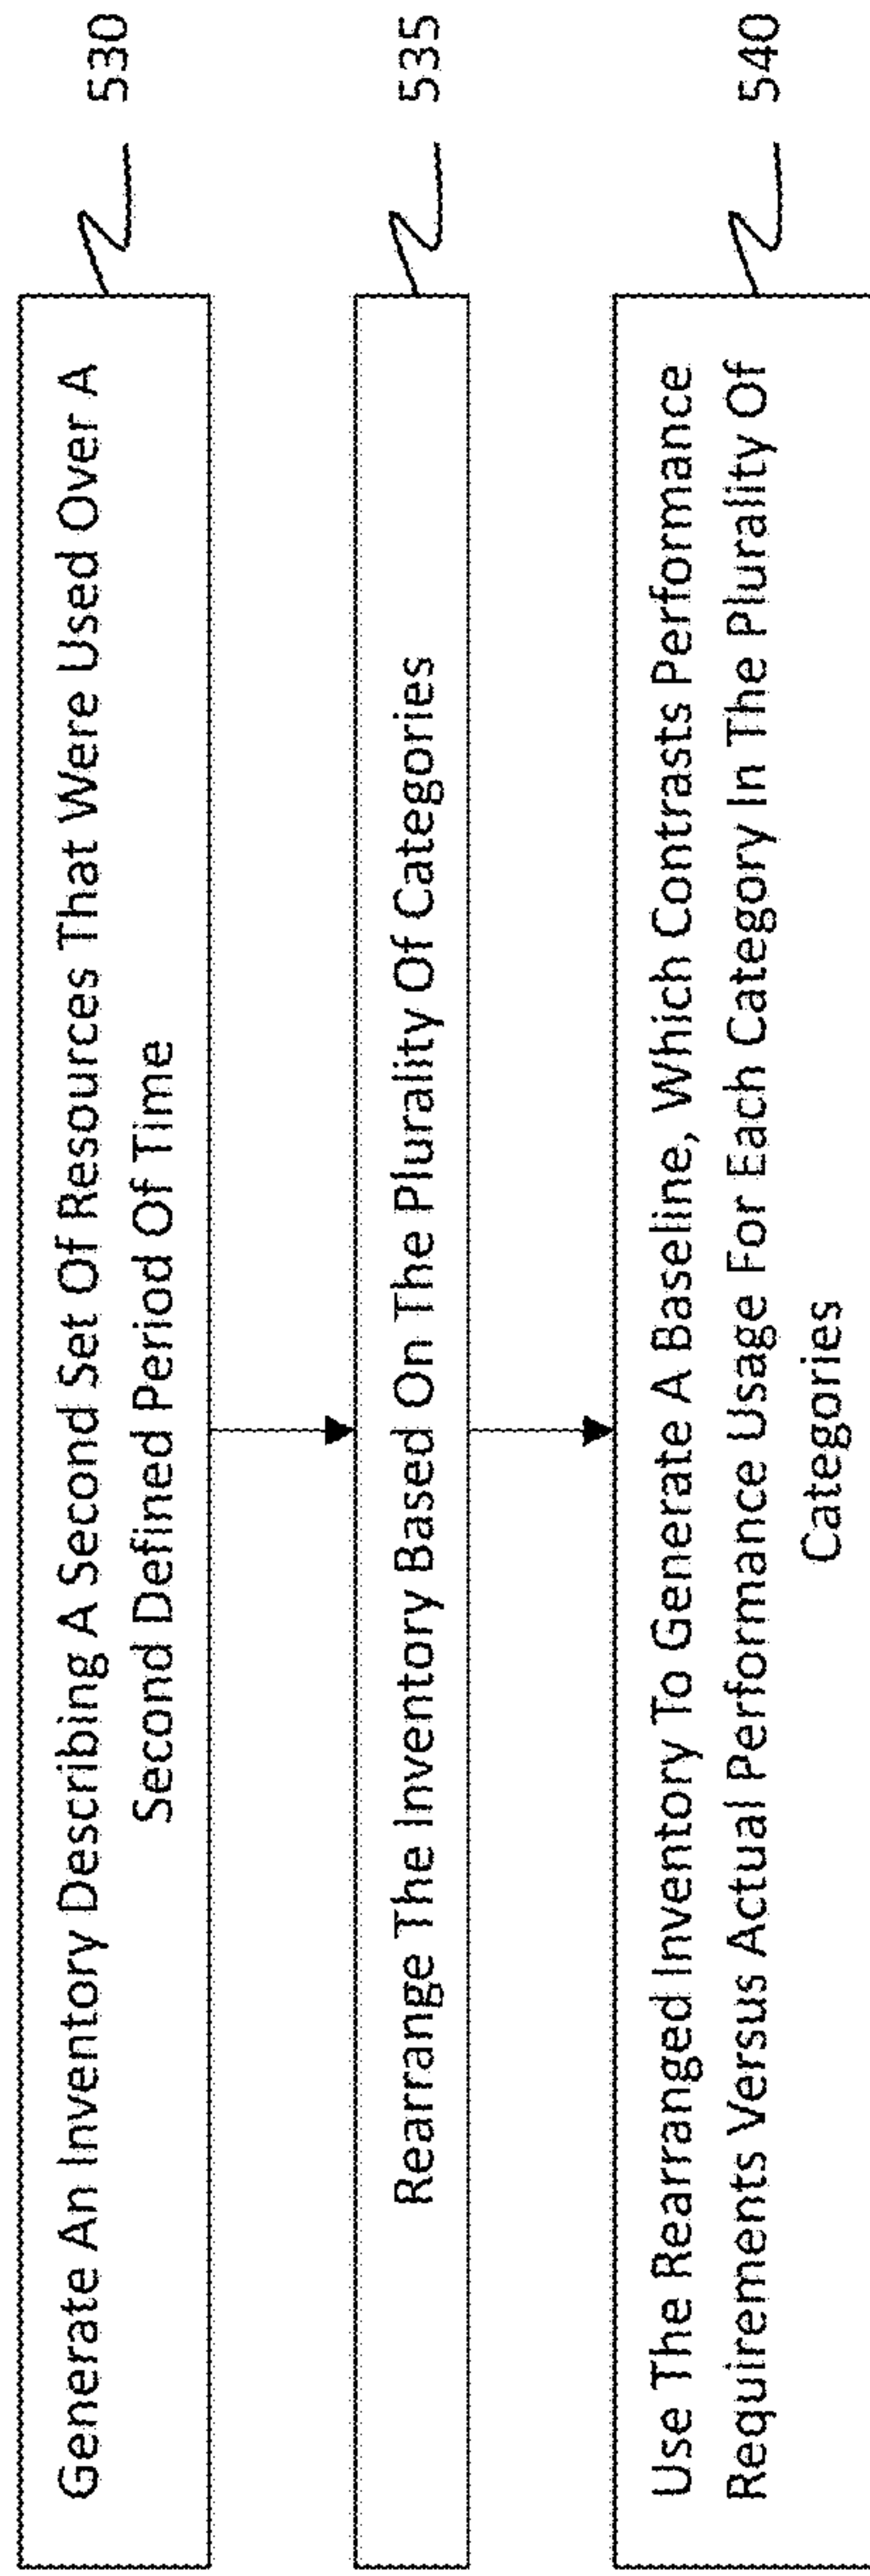 Generate An Inventory Describing A Second Set Of Resources That Were Used Over A
Second Defined Period Of Time
530
Rearrange The Inventory Based On The Plurality Of Categories
535
Use The Rearranged Inventory To Generate A Baseline, Which Contrasts Performance
Requirements Versus Actual Performance Usage For Each Category In The Plurality Of
Categories
540